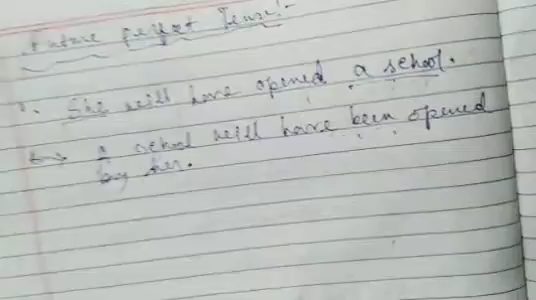 Future perfect Tense:-
1. She will have opened a school.
↳ A school will have been opened
by her.